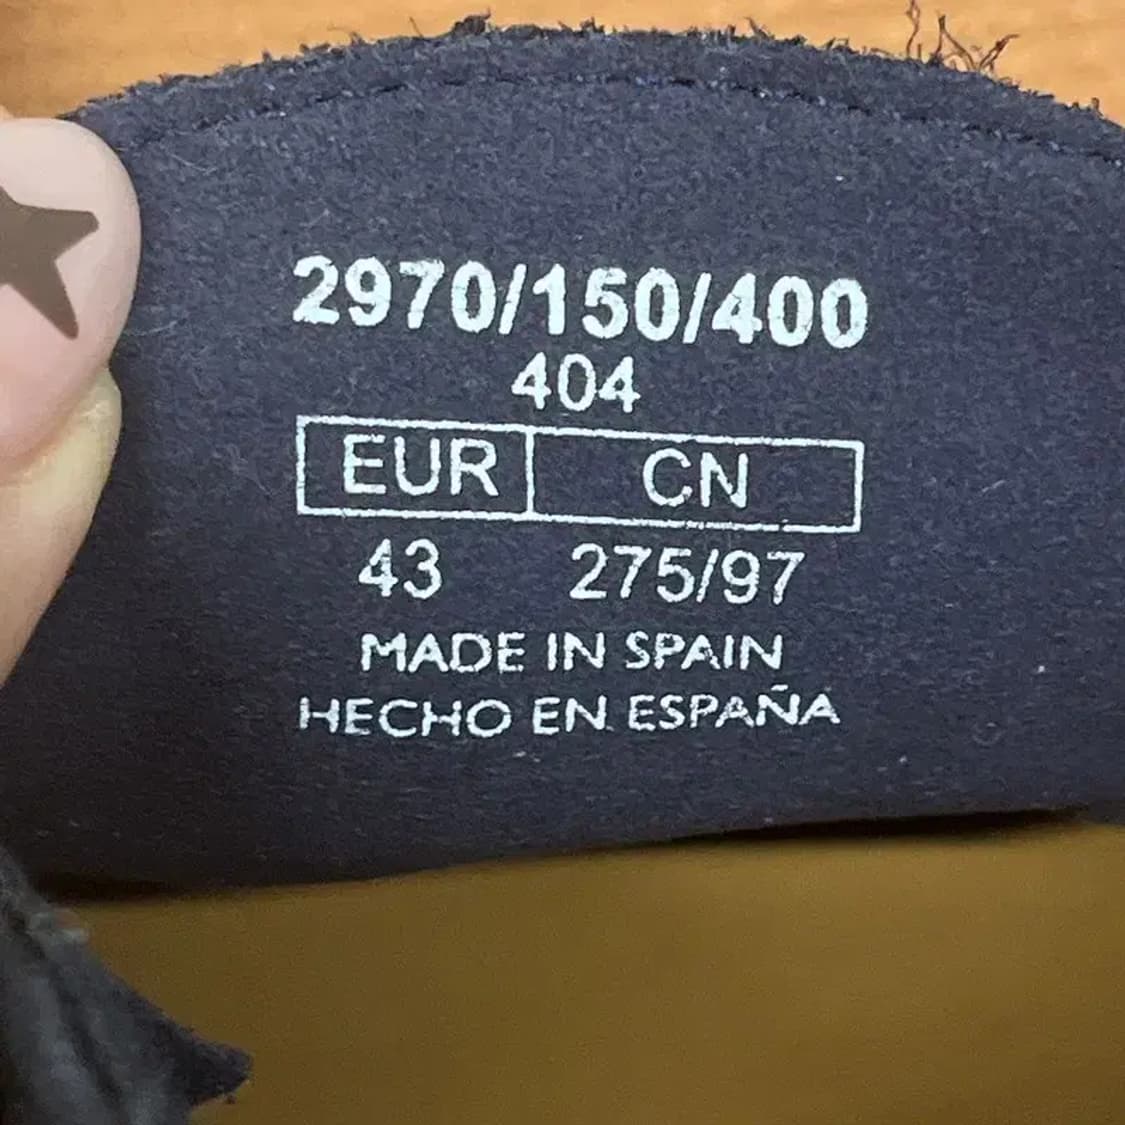 2970/150/400
404
EUR CN
43 275/97
MADE IN SPAIN
HECHO EN ESPAÑA